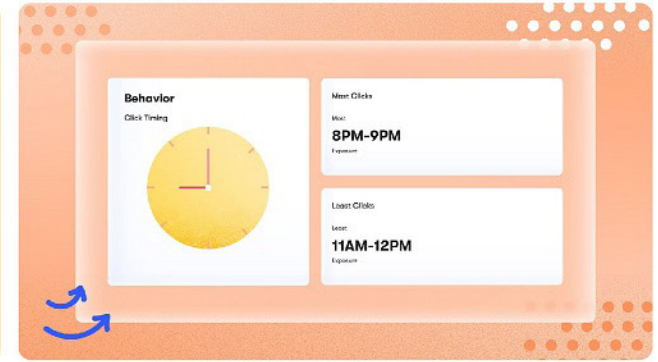 Behavior
Click Timing
Most Clicks
Most
8PM-9PM
Exposure
Least Clicks
Least
11AM-12PM
Exposure